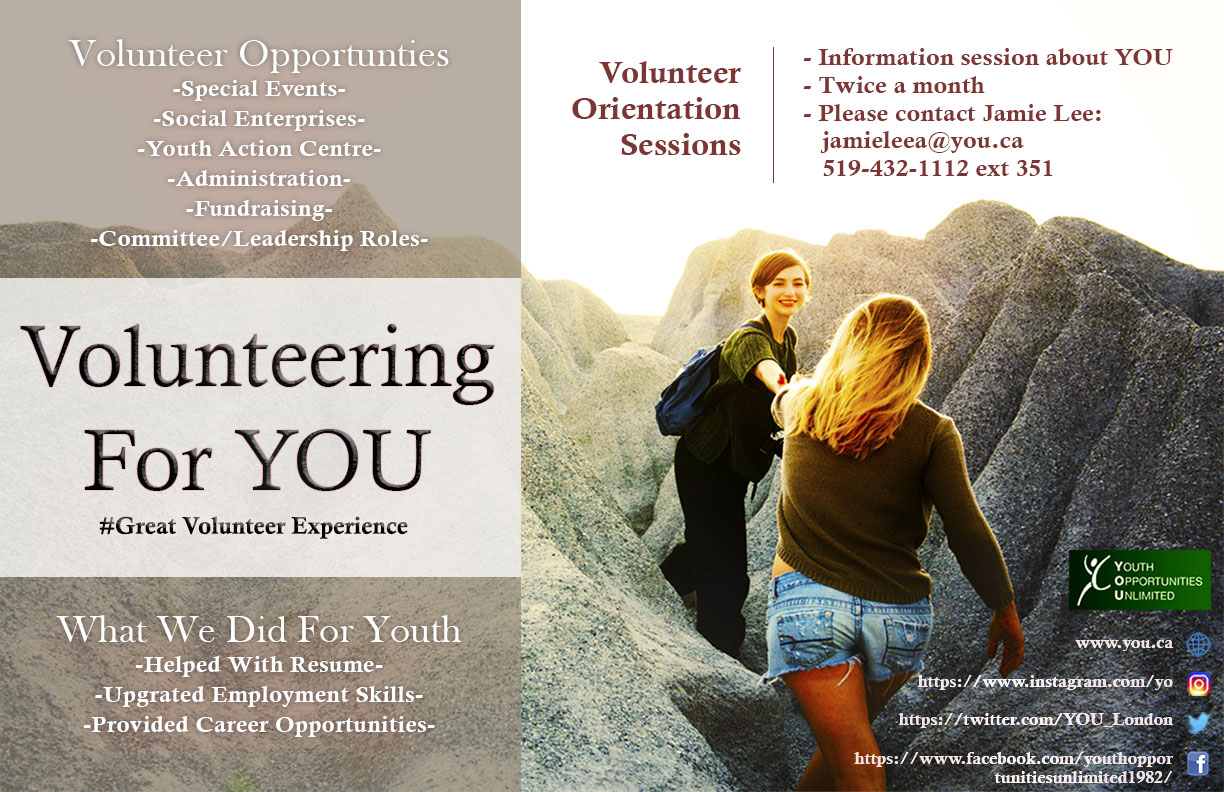 Volunteer Opportunties
-Special Events-
-Social Enterprises-
-Youth Action Centre-
-Administration-
-Fundraising-
-Committee/Leadership Roles-
Volunteering
For YOU
#Great Volunteer Experience
What We Did For Youth
-Helped With Resume-
-Upgrated Employment Skills-
-Provided Career Opportunities-
Volunteer
Orientation
Sessions
- Information session about YOU
- Twice a month
- Please contact Jamie Lee:
jamieleea@you.ca
519-432-1112 ext 351
YOUTH
OPPORTUNITIES
UNLIMITED
www.you.ca
https://www.instagram.com/yo
https://twitter.com/YOU_London
https://www.facebook.com/youthoppor
tunitiesunlimited1982/